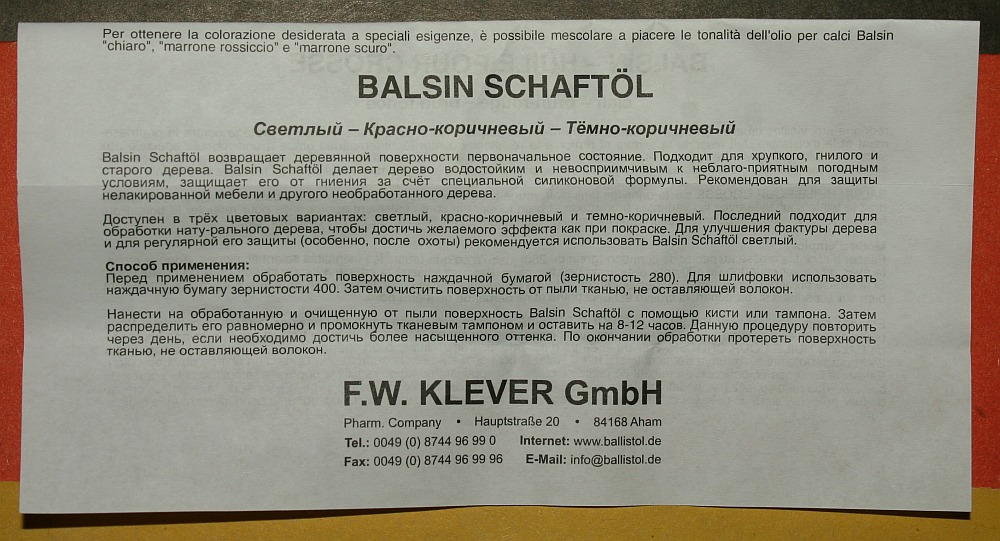 Per ottenere la colorazione desiderata a speciali esigenze, è possibile mescolare a piacere le tonalità dell'olio per calci Balsin
"chiaro", "marrone rossiccio" e "marrone scuro".
BALSIN SCHAFTÖL
Светлый – Красно-коричневый – Тёмно-коричневый
Balsin Schaftöl возвращает деревянной поверхности первоначальное состояние. Подходит для хрупкого, гнилого и
старого дерева. Balsin Schaftöl делает дерево водостойким и невосприимчивым к неблаго-приятным погодным
условиям, защищает его от гниения за счёт специальной силиконовой формулы. Рекомендован для защиты
нелакированной мебели и другого необработанного дерева.
Доступен в трёх цветовых вариантах: светлый, красно-коричневый и темно-коричневый. Последний подходит для
обработки нату-рального дерева, чтобы достичь желаемого эффекта как при покраске. Для улучшения фактуры дерева
и для регулярной его защиты (особенно, после охоты) рекомендуется использовать Balsin Schaftöl светлый.
Способ применения:
Перед применением обработать поверхность наждачной бумагой (зернистость 280). Для шлифовки использовать
наждачную бумагу зернистости 400. Затем очистить поверхность от пыли тканью, не оставляющей волокон.
Нанести на обработанную и очищенную от пыли поверхность Balsin Schaftöl с помощью кисти или тампона. Затем
распределить его равномерно и промокнуть тканевым тампоном и оставить на 8-12 часов. Данную процедуру повторить
через день, если необходимо достичь более насыщенного оттенка. По окончании обработки протереть поверхность
тканью, не оставляющей волокон.
F.W. KLEVER GmbH
Pharm. Company • Hauptstraße 20 • 84168 Aham
Tel.: 0049 (0) 8744 96 99 0 Internet: www.ballistol.de
Fax: 0049 (0) 8744 96 99 96 E-Mail: info@ballistol.de